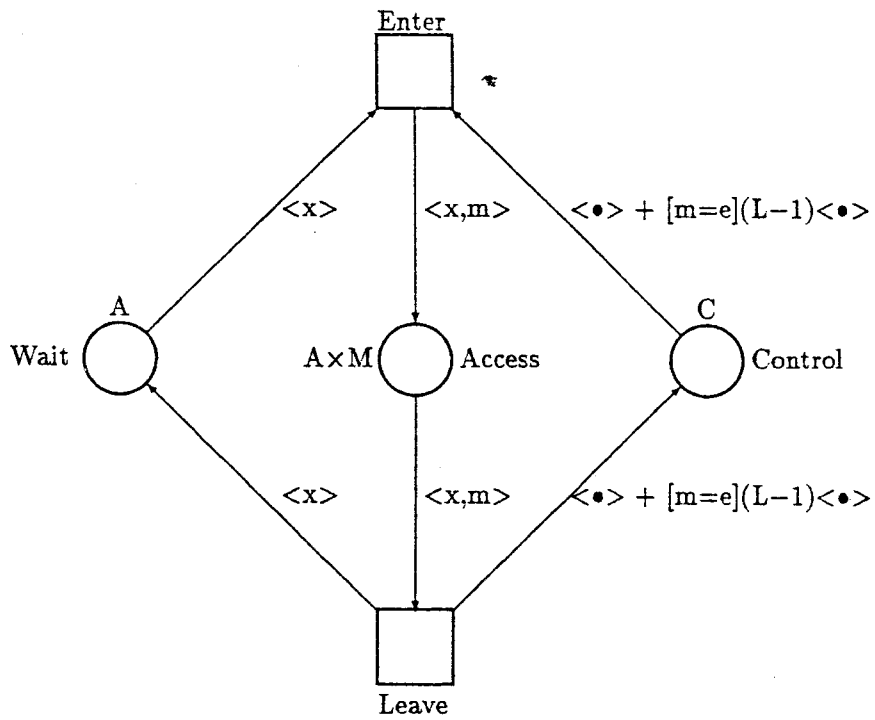 Enter
<x>
<x,m>
<•> + [m=e](L−1)<•>
A
C
Wait
A×M
Access
Control
<x>
<x,m>
<•> + [m=e](L−1)<•>
Leave